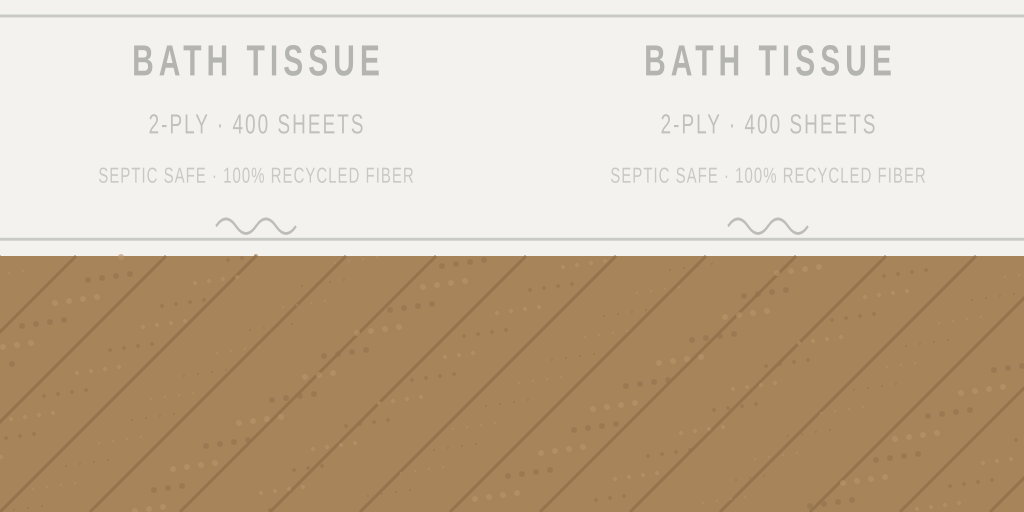 BATH TISSUE BATH TISSUE
2-PLY · 400 SHEETS 2-PLY · 400 SHEETS
SEPTIC SAFE · 100% RECYCLED FIBER SEPTIC SAFE · 100% RECYCLED FIBER